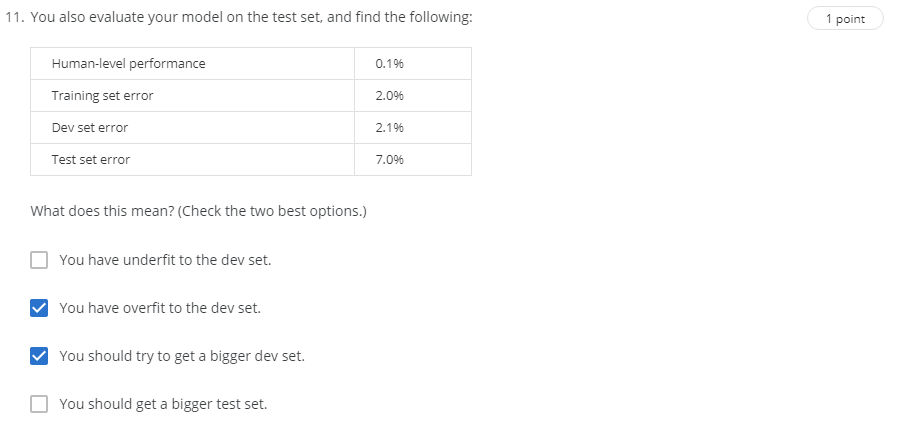 11. You also evaluate your model on the test set, and find the following:
1 point
Human-level performance 0.1%
Training set error 2.0%
Dev set error 2.1%
Test set error 7.0%
What does this mean? (Check the two best options.)
You have underfit to the dev set.
You have overfit to the dev set.
You should try to get a bigger dev set.
You should get a bigger test set.